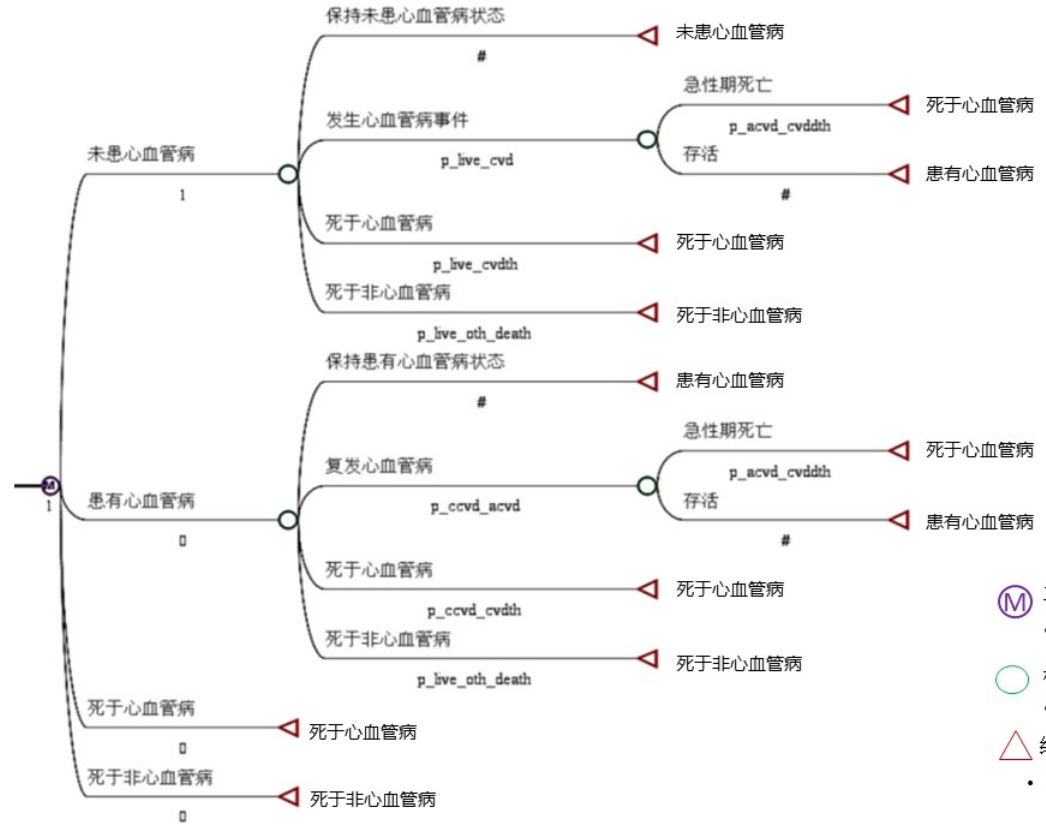 保持未患心血管病状态
#
未患心血管病
急性期死亡
p_acvd_cvddth
死于心血管病
发生心血管病事件
p_live_cvd
存活
#
患有心血管病
未患心血管病
1
死于心血管病
p_live_cvdth
死于心血管病
死于非心血管病
p_live_oth_death
死于非心血管病
保持患有心血管病状态
#
患有心血管病
急性期死亡
p_acvd_cvddth
死于心血管病
复发心血管病
p_ccvd_acvd
存活
#
患有心血管病
M
1
患有心血管病
0
死于心血管病
p_ccvd_cvdth
死于心血管病
死于非心血管病
p_live_oth_death
死于非心血管病
死于心血管病
0
死于心血管病
死于非心血管病
0
死于非心血管病
M